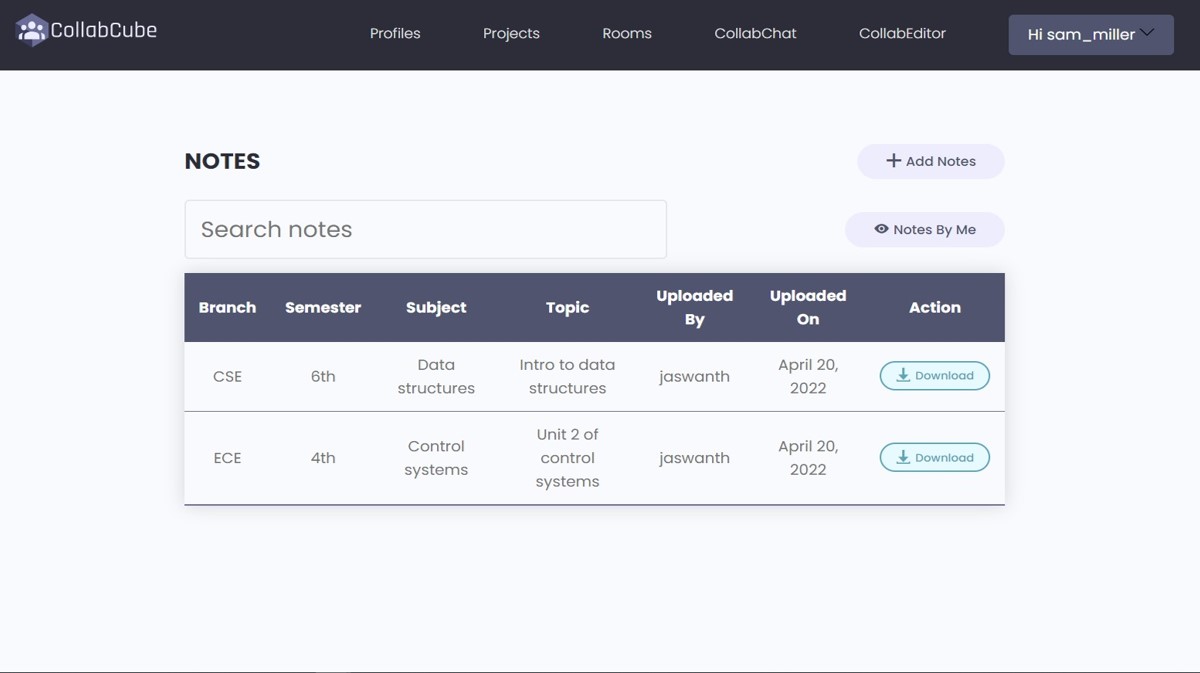 CollabCube
Profiles
Projects
Rooms
CollabChat
CollabEditor
Hi sam_miller
NOTES
Add Notes
Search notes
Notes By Me
Branch
Semester
Subject
Topic
Uploaded
By
Uploaded
On
Action
CSE
6th
Data
structures
Intro to data
structures
jaswanth
April 20,
2022
Download
ECE
4th
Control
systems
Unit 2 of
control
systems
jaswanth
April 20,
2022
Download